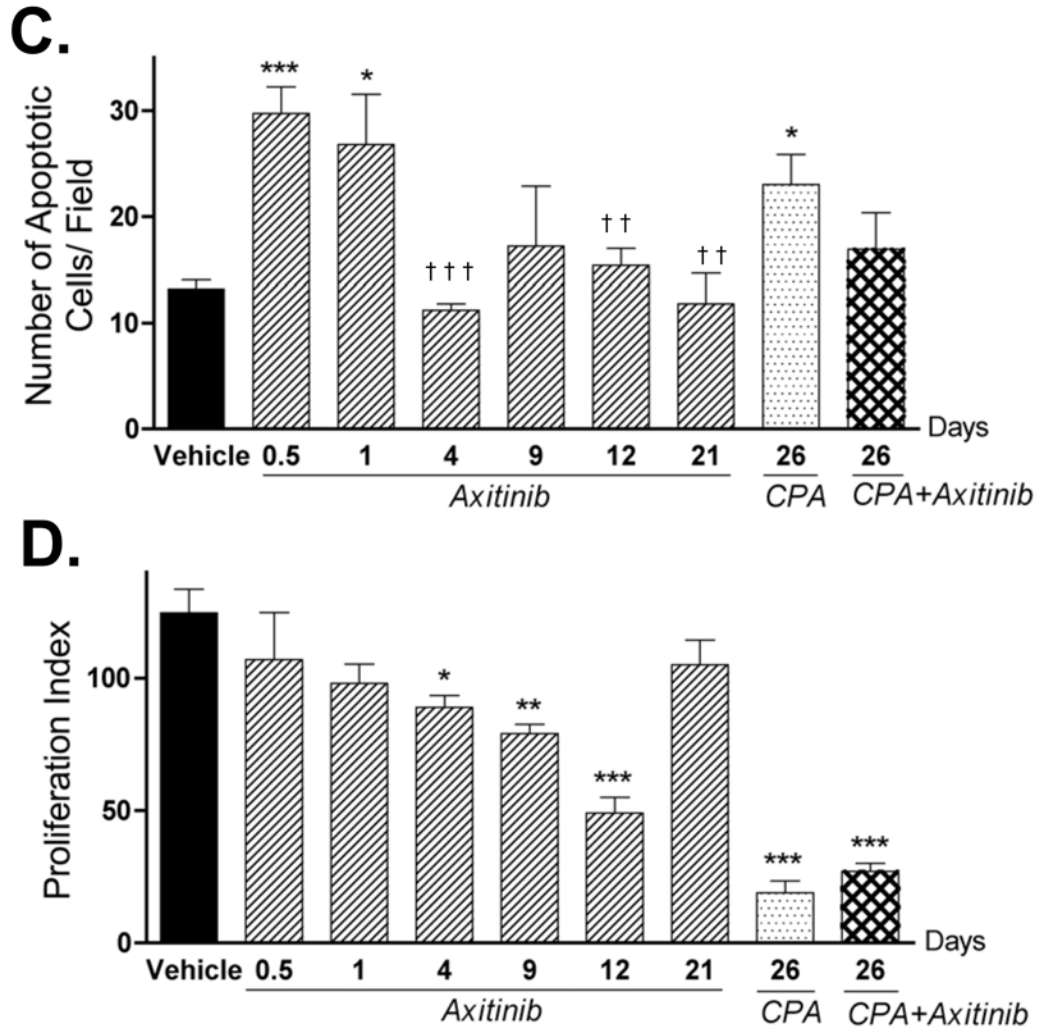 C.
Number of Apoptotic
Cells/ Field
30
20
10
0
***
*
†††
††
††
*
Days
Vehicle 0.5 1 4 9 12 21 26 26
Axitinib CPA CPA+Axitinib
D.
Proliferation Index
100
50
0
*
**
***
***
***
Days
Vehicle 0.5 1 4 9 12 21 26 26
Axitinib CPA CPA+Axitinib